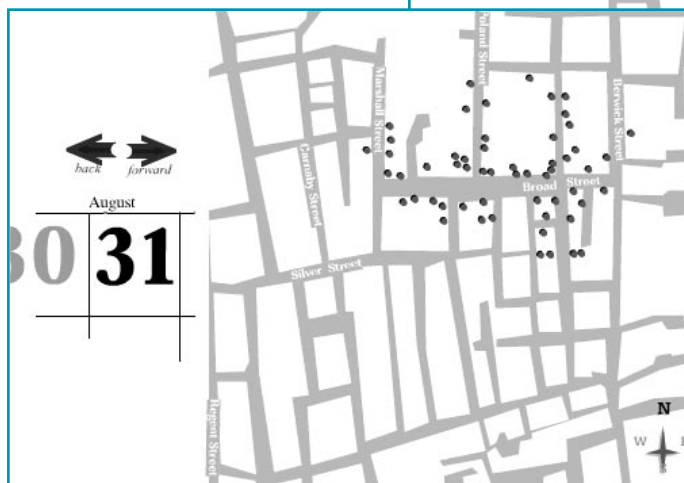 back forward
August
30 31
Poland Street
Marshall Street
Berwick Street
Carnaby Street
Broad Street
Silver Street
Regent Street
N
W E
S